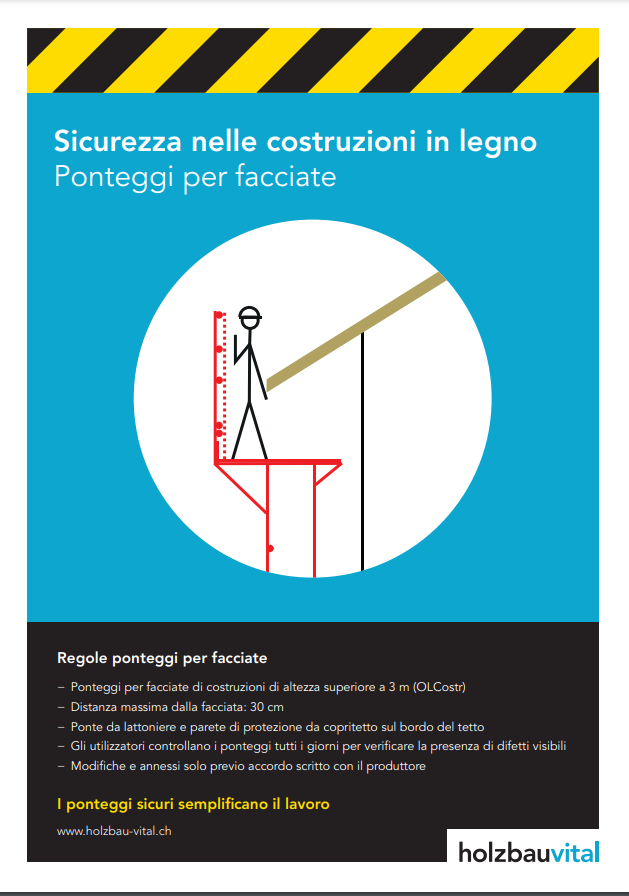 Sicurezza nelle costruzioni in legno
Ponteggi per facciate
Regole ponteggi per facciate
– Ponteggi per facciate di costruzioni di altezza superiore a 3 m (OLCostr)
– Distanza massima dalla facciata: 30 cm
– Ponte da lattoniere e parete di protezione da copritetto sul bordo del tetto
– Gli utilizzatori controllano i ponteggi tutti i giorni per verificare la presenza di difetti visibili
– Modifiche e annessi solo previo accordo scritto con il produttore
I ponteggi sicuri semplificano il lavoro
www.holzbau-vital.ch
holzbauvital